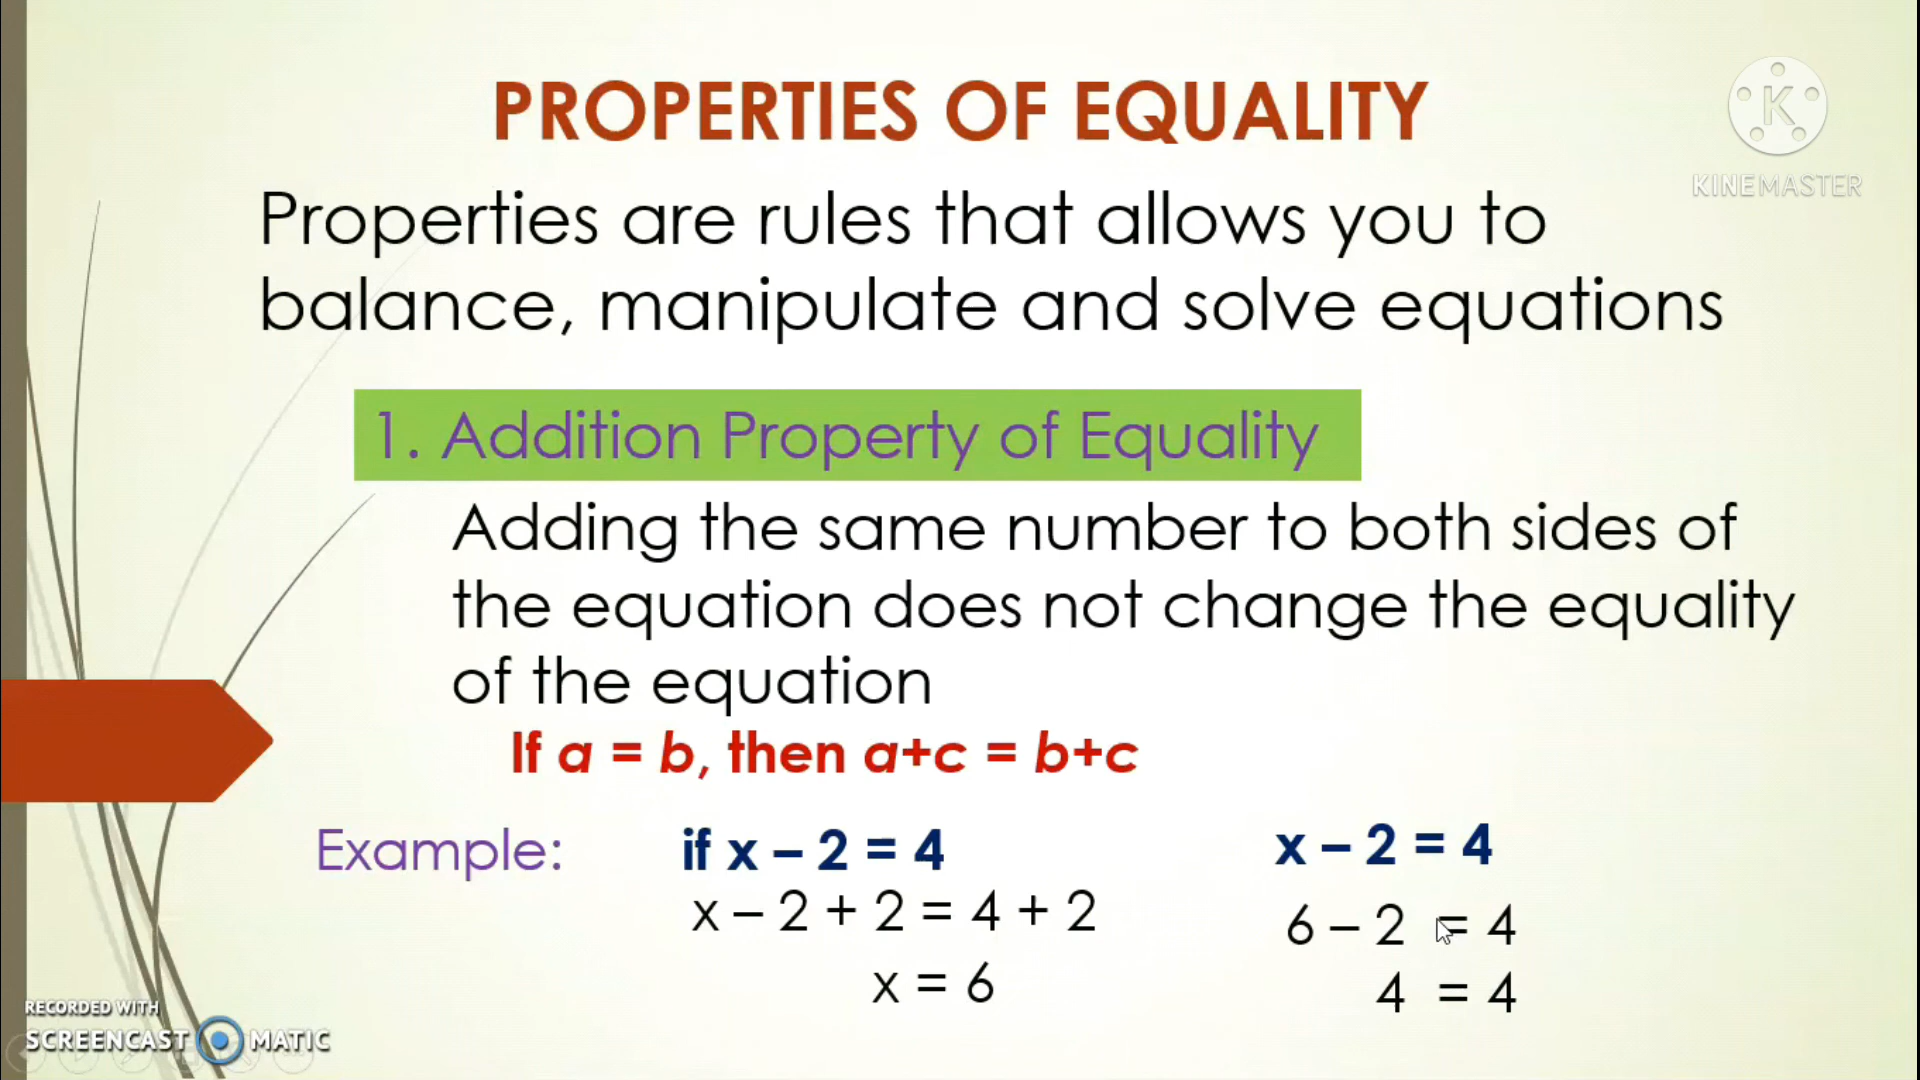 PROPERTIES OF EQUALITY
K
KINEMASTER
Properties are rules that allows you to
balance, manipulate and solve equations
1. Addition Property of Equality
Adding the same number to both sides of
the equation does not change the equality
of the equation
If a = b, then a+c = b+c
Example:
if x – 2 = 4
x – 2 + 2 = 4 + 2
x = 6
x – 2 = 4
6 – 2 = 4
4 = 4
RECORDED WITH
SCREENCAST MATIC